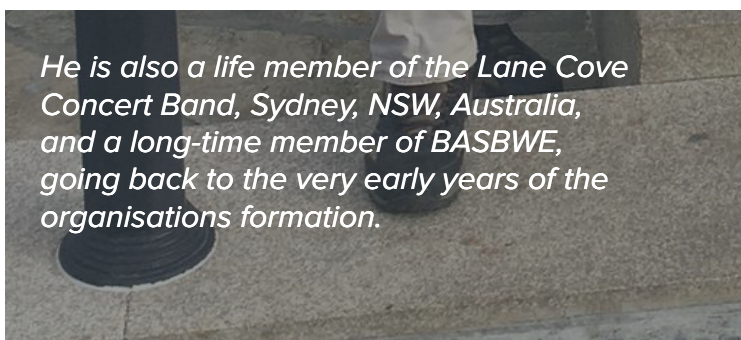 He is also a life member of the Lane Cove
Concert Band, Sydney, NSW, Australia,
and a long-time member of BASBWE,
going back to the very early years of the
organisations formation.